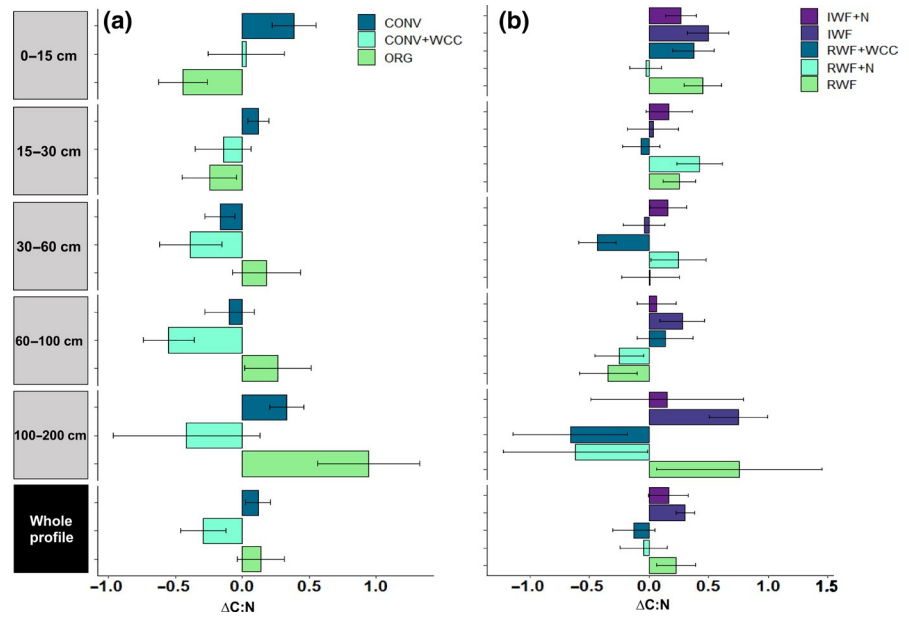 (a)
CONV
CONV+WCC
ORG
(b)
IWF+N
IWF
RWF+WCC
RWF+N
RWF
0–15 cm
15–30 cm
30–60 cm
60–100 cm
100–200 cm
Whole
profile
−1.0 −0.5 0.0 0.5 1.0
ΔC:N
−1.0 −0.5 0.0 0.5 1.0 1.5
ΔC:N